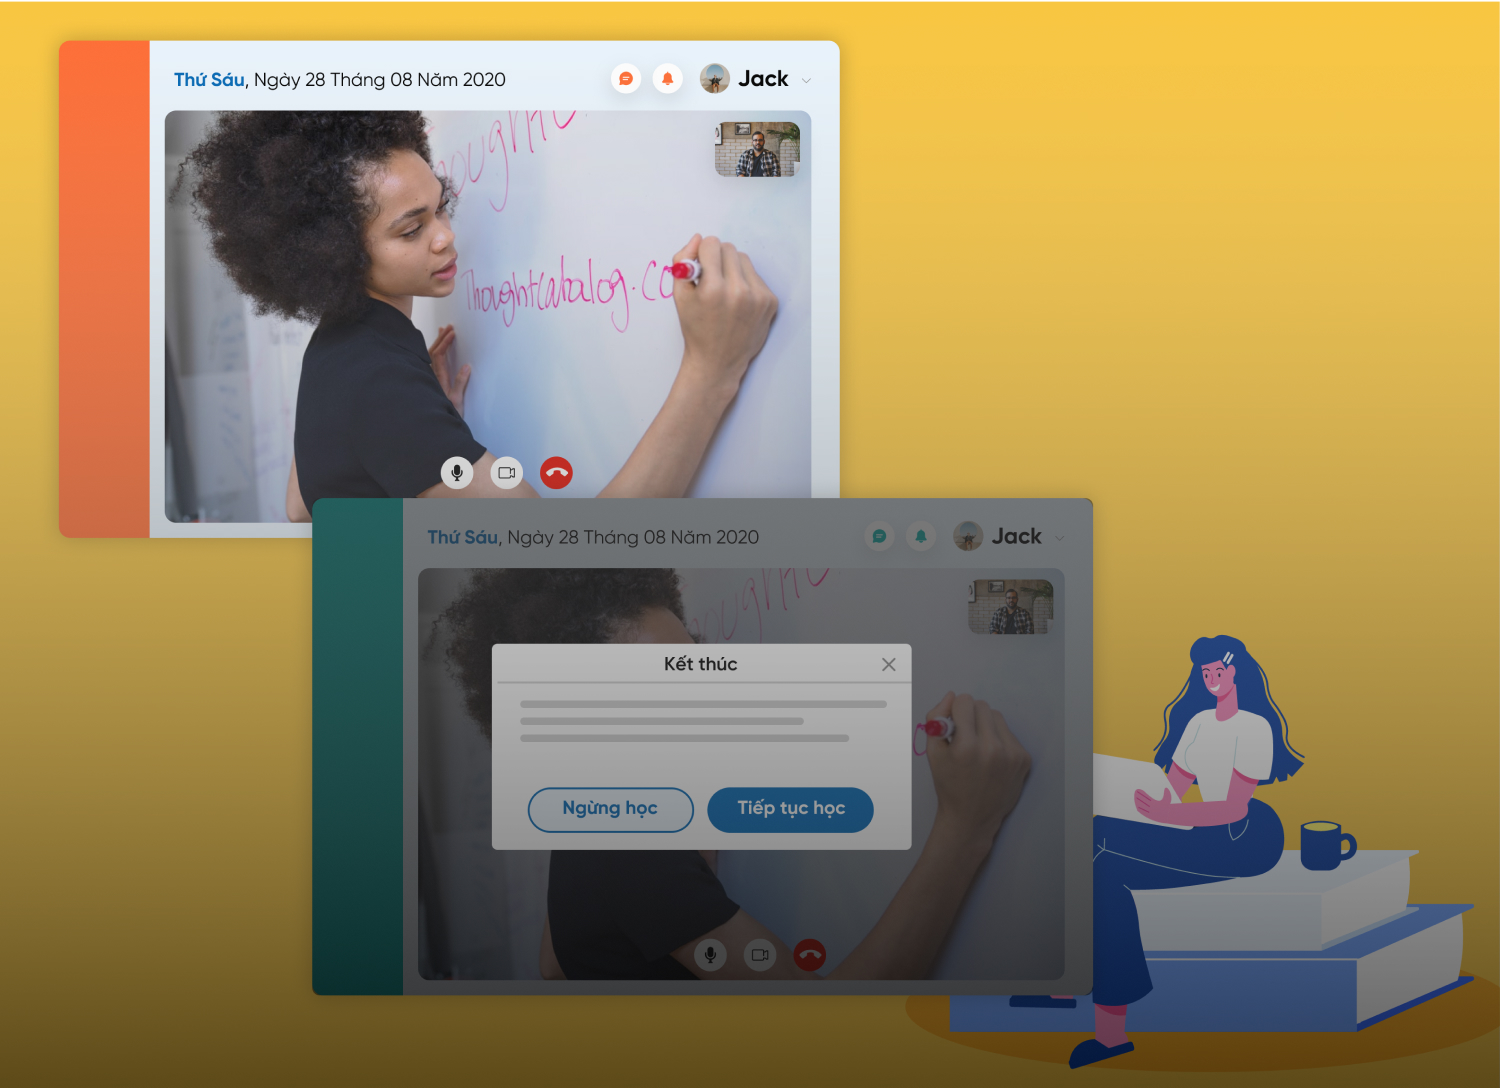 Thứ Sáu, Ngày 28 Tháng 08 Năm 2020
Jack
ThoughtCatalog.Co
Thứ Sáu, Ngày 28 Tháng 08 Năm 2020
Jack
Kết thúc
Ngừng học
Tiếp tục học